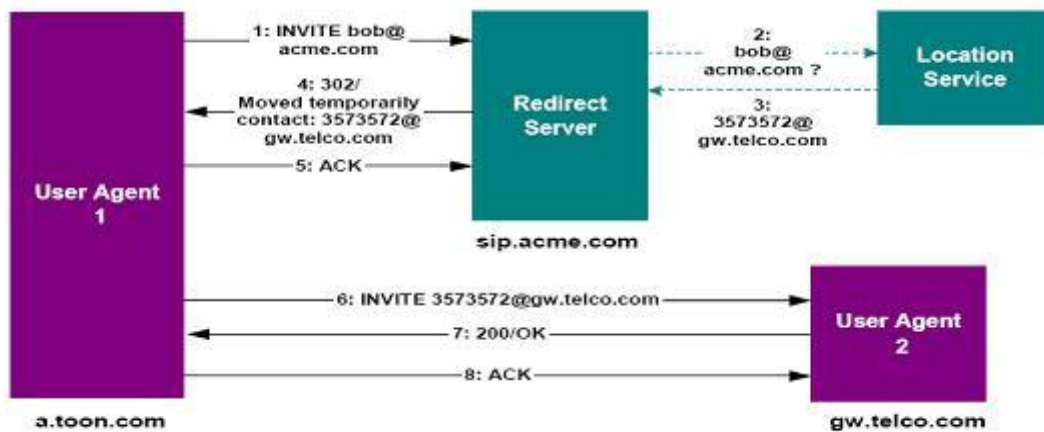 1: INVITE bob@
acme.com
2:
bob@
acme.com ?
Location
Service
4: 302/
Moved temporarily
contact: 3573572@
gw.telco.com
Redirect
Server
3:
3573572@
gw.telco.com
5: ACK
User Agent
1
sip.acme.com
6: INVITE 3573572@gw.telco.com
7: 200/OK
User Agent
2
8: ACK
a.toon.com
gw.telco.com